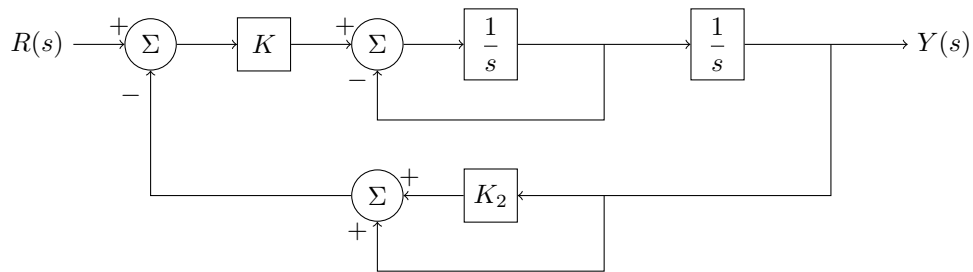 R(s) + Σ K + Σ 1/s 1/s Y(s)
− −
Σ + K₂
+